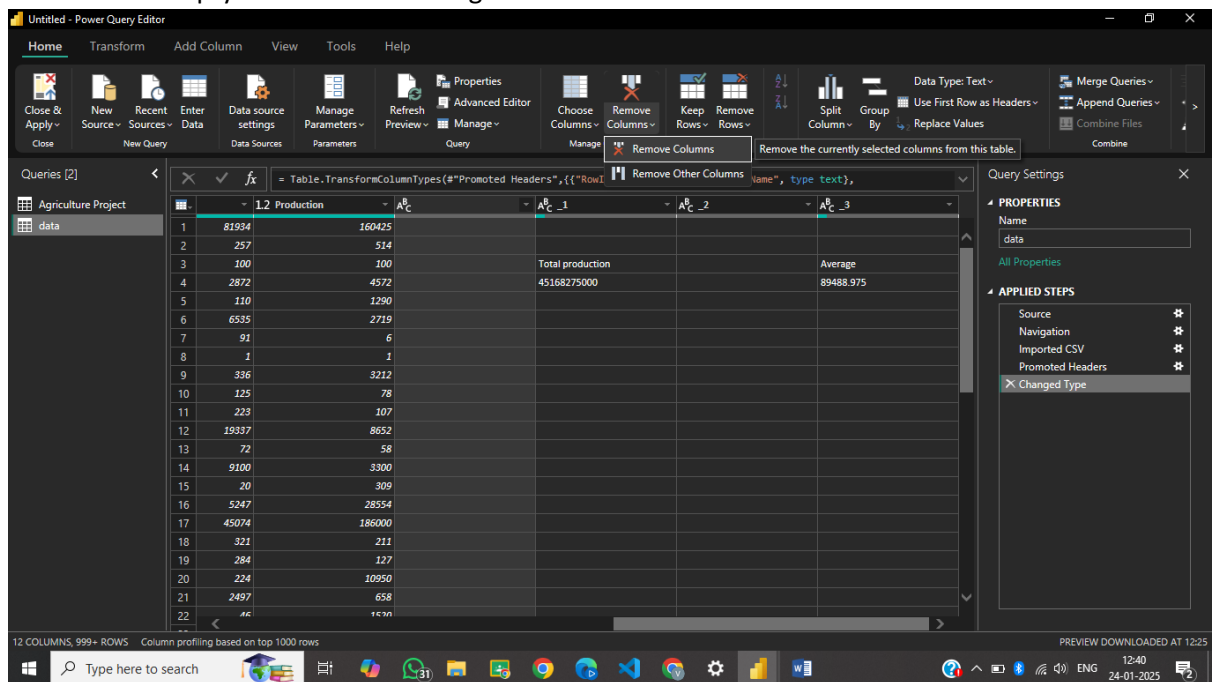 Untitled - Power Query Editor
Home Transform Add Column View Tools Help
Close & Apply
New Source
Recent Sources
Enter Data
Data source settings
Manage Parameters
Refresh Preview
Properties
Advanced Editor
Manage
Choose Columns
Remove Columns
Keep Rows
Remove Rows
Split Column
Group By
Data Type: Text
Use First Row as Headers
Replace Values
Merge Queries
Append Queries
Combine Files
Close New Query Data Sources Parameters Query Manage Combine
Remove Columns
Remove the currently selected columns from this table.
Remove Other Columns
Queries [2]
Agriculture Project
data
fx = Table.TransformColumnTypes(#"Promoted Headers",{{"RowI
Name", type text},
1.2 Production ABC ABC _1 ABC _2 ABC _3
1 81934 160425
2 257 514
3 100 100 Total production Average
4 2872 4572 45168275000 89488.975
5 110 1290
6 6535 2719
7 91 6
8 1 1
9 336 3212
10 125 78
11 223 107
12 19337 8652
13 72 58
14 9100 3300
15 20 309
16 5247 28554
17 45074 186000
18 321 211
19 284 127
20 224 10950
21 2497 658
22 46 1520
Query Settings
PROPERTIES
Name
data
All Properties
APPLIED STEPS
Source
Navigation
Imported CSV
Promoted Headers
Changed Type
12 COLUMNS, 999+ ROWS Column profiling based on top 1000 rows
PREVIEW DOWNLOADED AT 12:25
Type here to search
31
ENG
12:40
24-01-2025
2